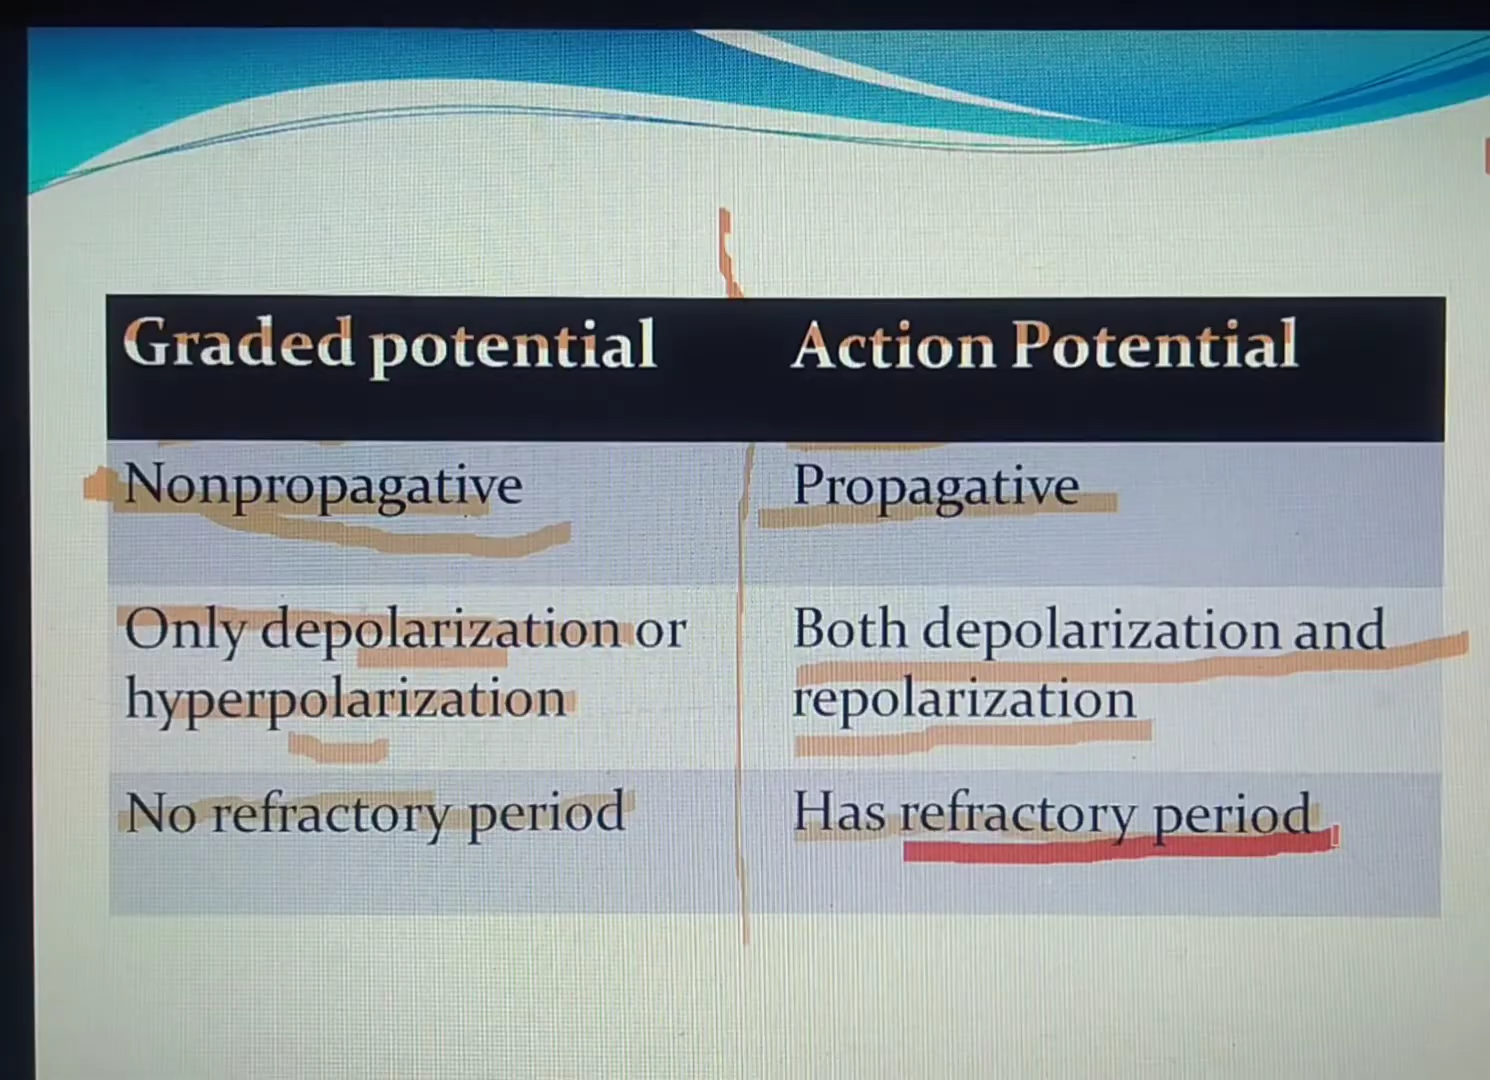 Graded potential
Action Potential
Nonpropagative
Propagative
Only depolarization or
hyperpolarization
Both depolarization and
repolarization
No refractory period
Has refractory period